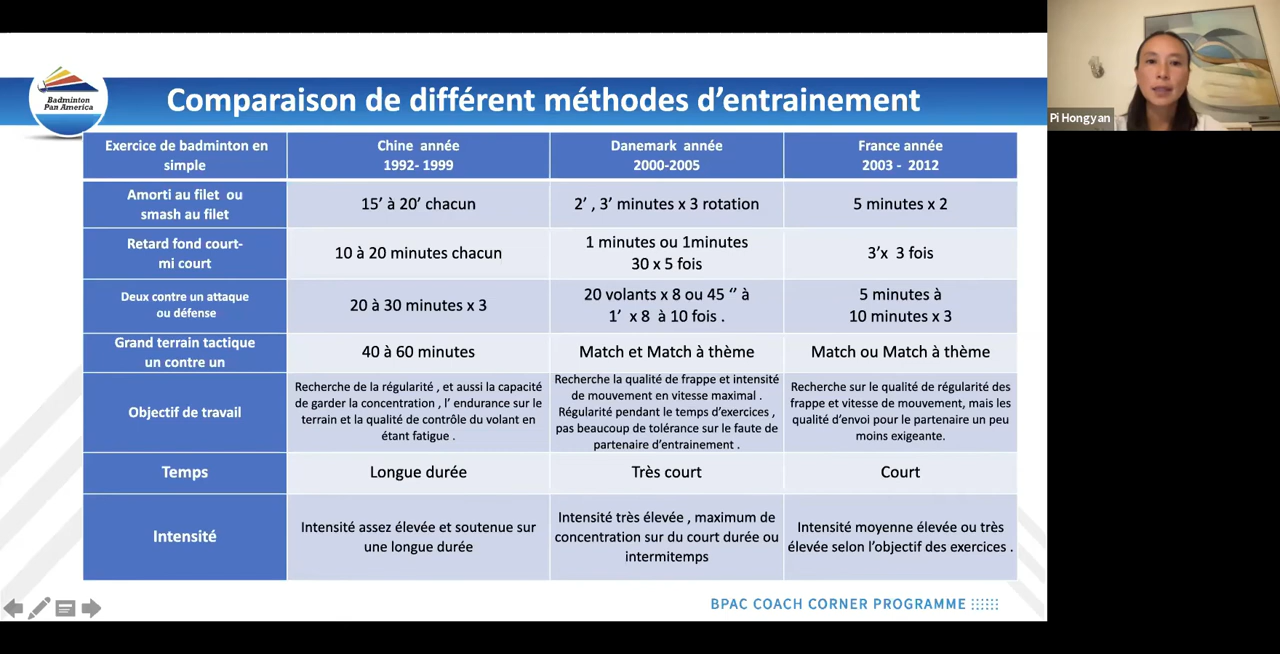 Badminton
Pan America
Comparaison de différent méthodes d’entrainement
Pi Hongyan
Exercice de badminton en
simple
Chine année
1992- 1999
Danemark année
2000-2005
France année
2003 - 2012
Amorti au filet ou
smash au filet
15’ à 20’ chacun
2’ , 3’ minutes x 3 rotation
5 minutes x 2
Retard fond court-
mi court
10 à 20 minutes chacun
1 minutes ou 1minutes
30 x 5 fois
3’x 3 fois
Deux contre un attaque
ou défense
20 à 30 minutes x 3
20 volants x 8 ou 45 ‘’ à
1’ x 8 à 10 fois .
5 minutes à
10 minutes x 3
Grand terrain tactique
un contre un
40 à 60 minutes
Match et Match à thème
Match ou Match à thème
Objectif de travail
Recherche de la régularité , et aussi la capacité
de garder la concentration , l’ endurance sur le
terrain et la qualité de contrôle du volant en
étant fatigue .
Recherche la qualité de frappe et intensité
de mouvement en vitesse maximal .
Régularité pendant le temps d’exercices ,
pas beaucoup de tolérance sur le faute de
partenaire d’entrainement .
Recherche sur le qualité de régularité des
frappe et vitesse de mouvement, mais les
qualité d’envoi pour le partenaire un peu
moins exigeante.
Temps
Longue durée
Très court
Court
Intensité
Intensité assez élevée et soutenue sur
une longue durée
Intensité très élevée , maximum de
concentration sur du court durée ou
intermitemps
Intensité moyenne élevée ou très
élevée selon l’objectif des exercices .
BPAC COACH CORNER PROGRAMME